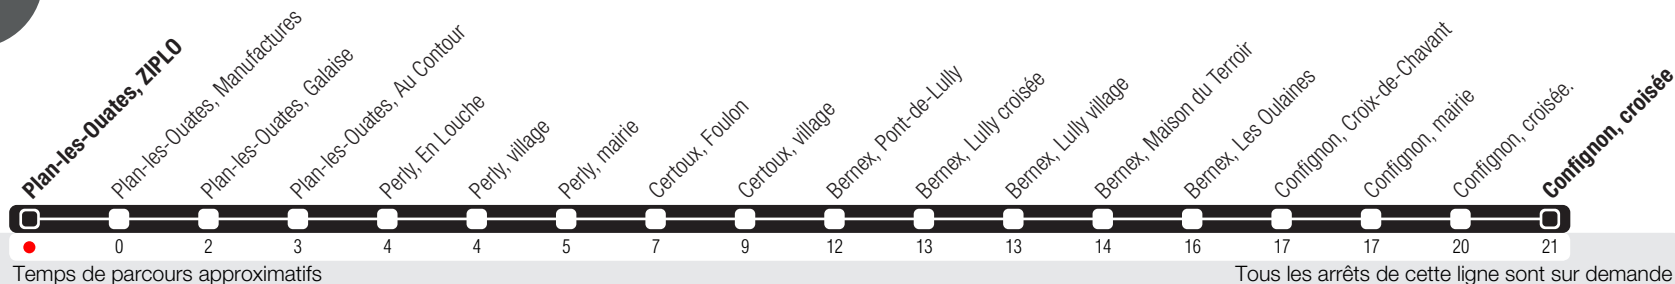 Plan-les-Ouates, ZIPLO
Plan-les-Ouates, Manufactures
Plan-les-Ouates, Galaise
Plan-les-Ouates, Au Contour
Perly, En Louche
Perly, village
Perly, mairie
Certoux, Foulon
Certoux, village
Bernex, Pont-de-Lully
Bernex, Lully croisée
Bernex, Lully village
Bernex, Maison du Terroir
Bernex, Les Oulaines
Confignon, Croix-de-Chavant
Confignon, mairie
Confignon, croisée.
Confignon, croisée
0 2 3 4 4 5 7 9 12 13 13 14 16 17 17 20 21
Temps de parcours approximatifs
Tous les arrêts de cette ligne sont sur demande